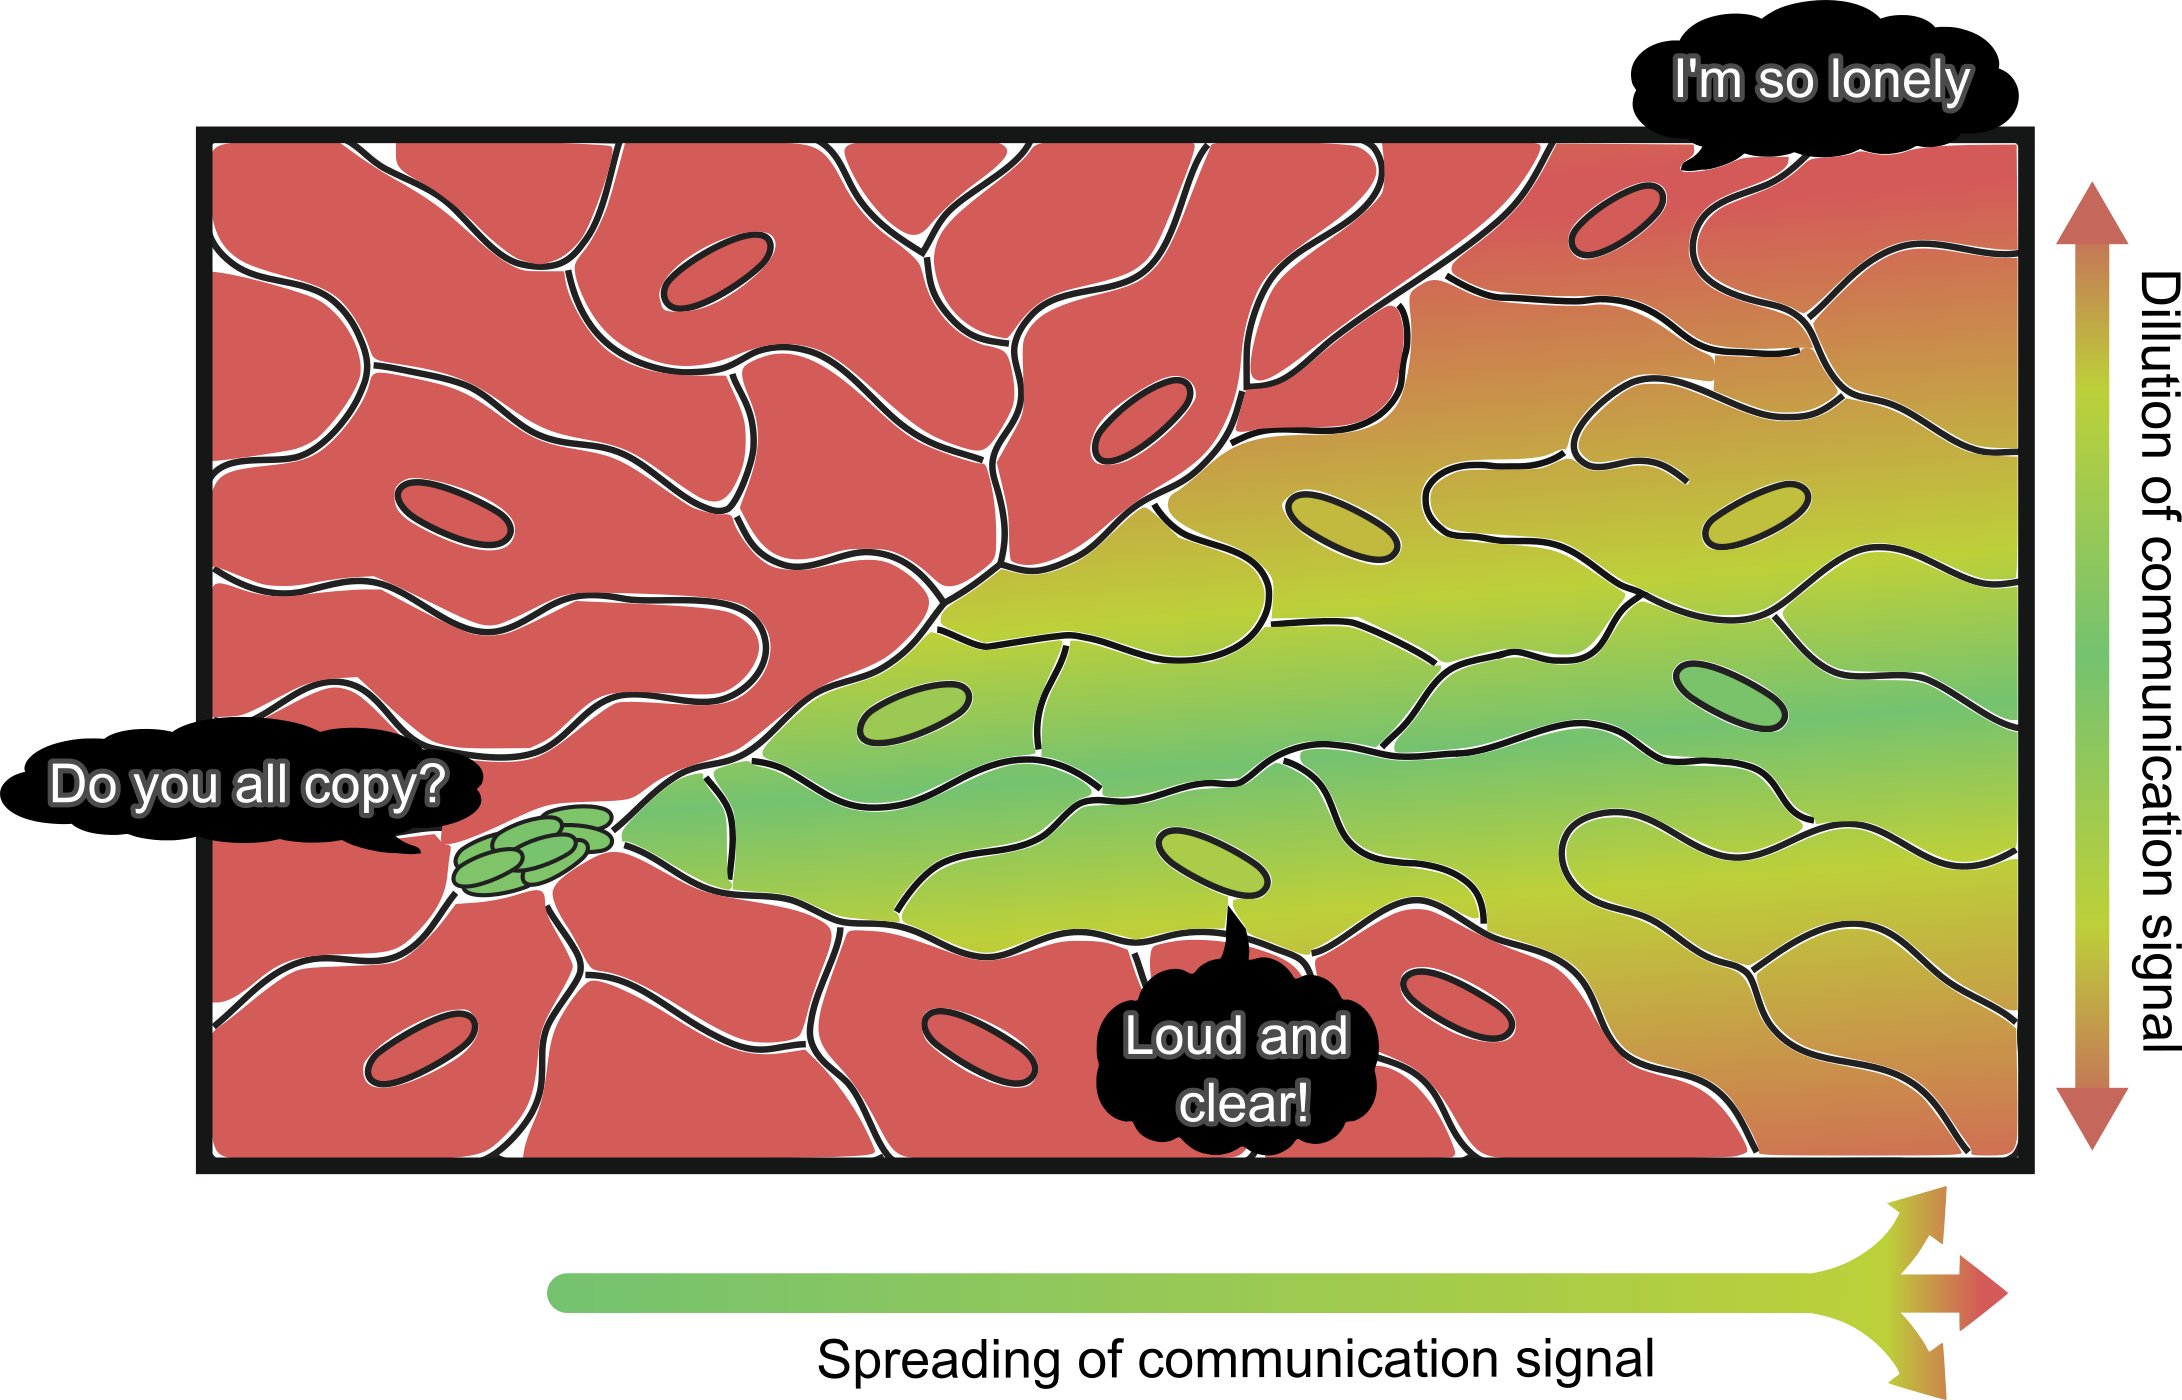 I'm so lonely
Do you all copy?
Loud and
clear!
Dillution of communication signal
Spreading of communication signal